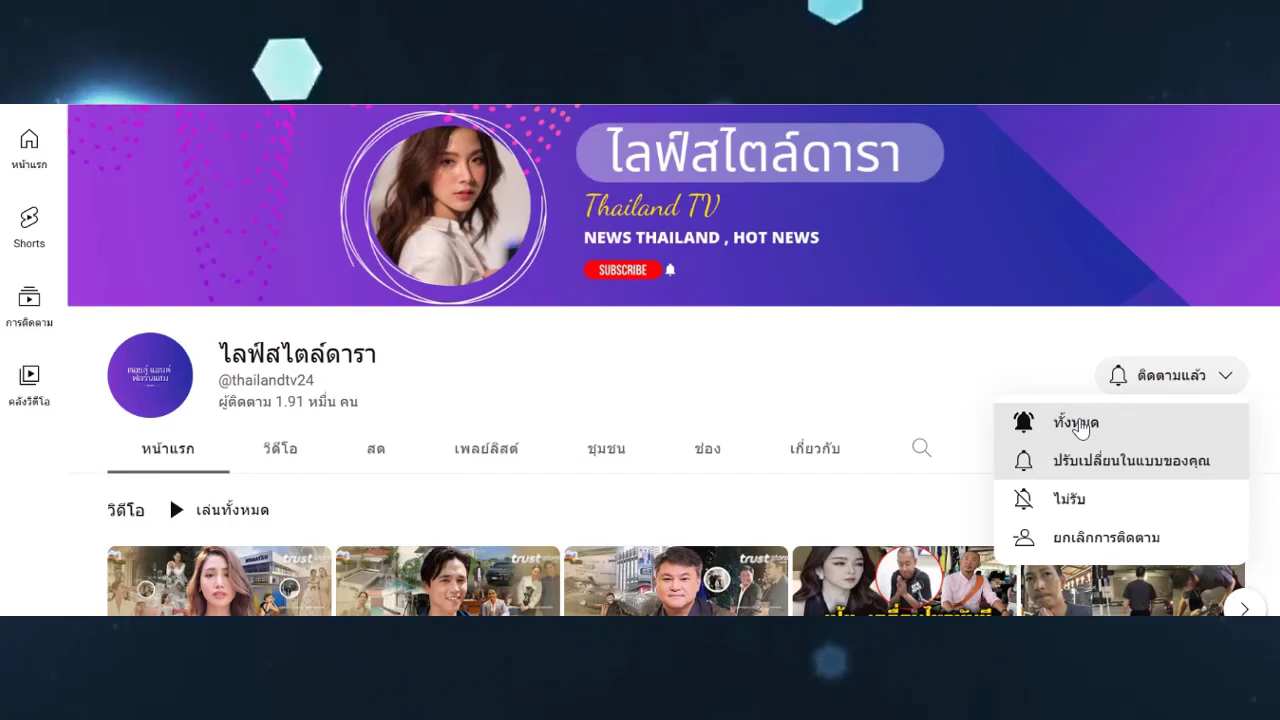 ไลฟ์สไตล์ดารา
Thailand TV
NEWS THAILAND , HOT NEWS
SUBSCRIBE
หน้าแรก
Shorts
การติดตาม
คลังวิดีโอ
ไลฟ์สไตล์ดารา
@thailandtv24
ผู้ติดตาม 1.91 หมื่น คน
ติดตามแล้ว
ทั้งหมด
ปรับเปลี่ยนในแบบของคุณ
ไม่รับ
ยกเลิกการติดตาม
หน้าแรก วิดีโอ สด เพลย์ลิสต์ ชุมชน ช่อง เกี่ยวกับ
วิดีโอ เล่นทั้งหมด
trust
trust
trust